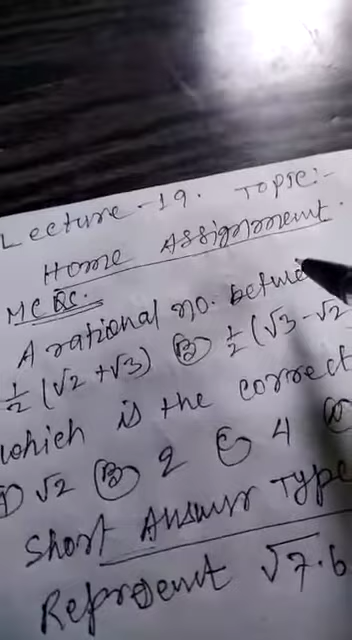 Lecture-19. Topic:-
Home Assignment.
MCQs.
A rational no. betwe
1/2 (√2 + √3) (B) 1/2 (√3 - √2
which is the correct
√2 (B) 2 (C) 4
Short Answer Type
Represent √7.6